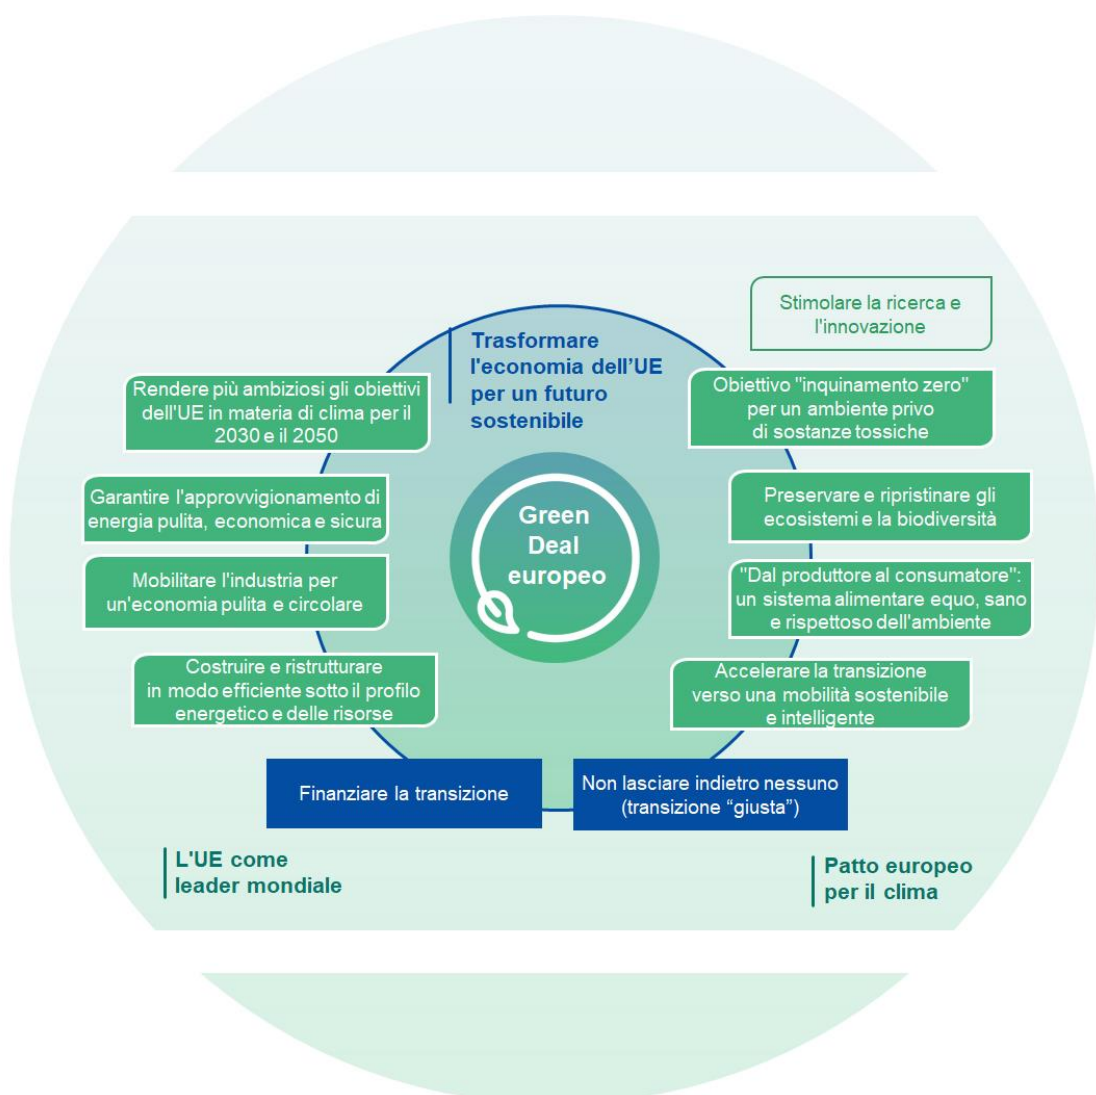 Stimolare la ricerca e
l'innovazione
Trasformare
l'economia dell'UE
per un futuro
sostenibile
Rendere più ambiziosi gli obiettivi
dell'UE in materia di clima per il
2030 e il 2050
Obiettivo "inquinamento zero"
per un ambiente privo
di sostanze tossiche
Garantire l'approvvigionamento di
energia pulita, economica e sicura
Preservare e ripristinare gli
ecosistemi e la biodiversità
Green
Deal
europeo
Mobilitare l'industria per
un'economia pulita e circolare
"Dal produttore al consumatore":
un sistema alimentare equo, sano
e rispettoso dell'ambiente
Costruire e ristrutturare
in modo efficiente sotto il profilo
energetico e delle risorse
Accelerare la transizione
verso una mobilità sostenibile
e intelligente
Finanziare la transizione
Non lasciare indietro nessuno
(transizione “giusta”)
L'UE come
leader mondiale
Patto europeo
per il clima